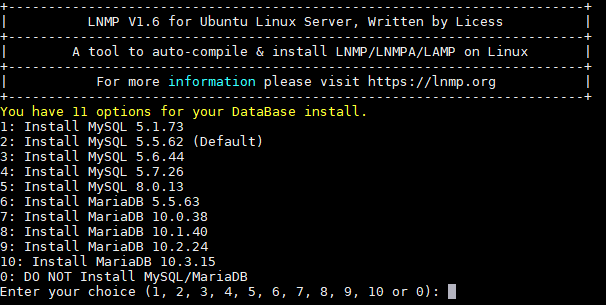 +------------------------------------------------------------------------+
| LNMP V1.6 for Ubuntu Linux Server, Written by Licess |
+------------------------------------------------------------------------+
| A tool to auto-compile & install LNMP/LNMPA/LAMP on Linux |
+------------------------------------------------------------------------+
| For more information please visit https://lnmp.org |
+------------------------------------------------------------------------+
You have 11 options for your DataBase install.
1: Install MySQL 5.1.73
2: Install MySQL 5.5.62 (Default)
3: Install MySQL 5.6.44
4: Install MySQL 5.7.26
5: Install MySQL 8.0.13
6: Install MariaDB 5.5.63
7: Install MariaDB 10.0.38
8: Install MariaDB 10.1.40
9: Install MariaDB 10.2.24
10: Install MariaDB 10.3.15
0: DO NOT Install MySQL/MariaDB
Enter your choice (1, 2, 3, 4, 5, 6, 7, 8, 9, 10 or 0):